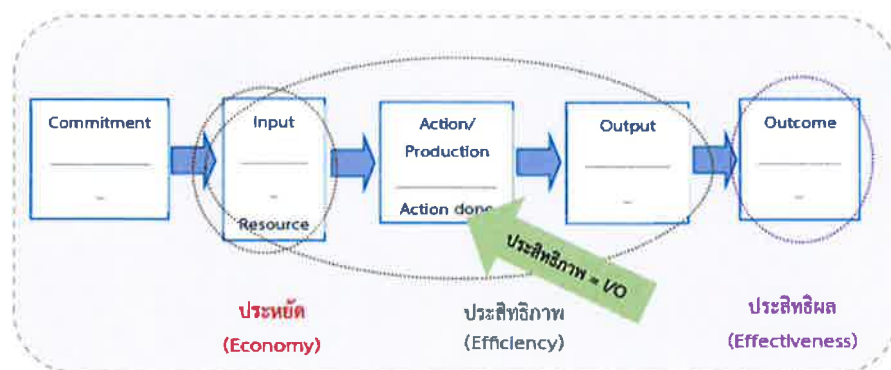 Commitment
Input
Resource
Action/
Production
Action done
Output
Outcome
ประสิทธิภาพ = I/O
ประหยัด
(Economy)
ประสิทธิภาพ
(Efficiency)
ประสิทธิผล
(Effectiveness)